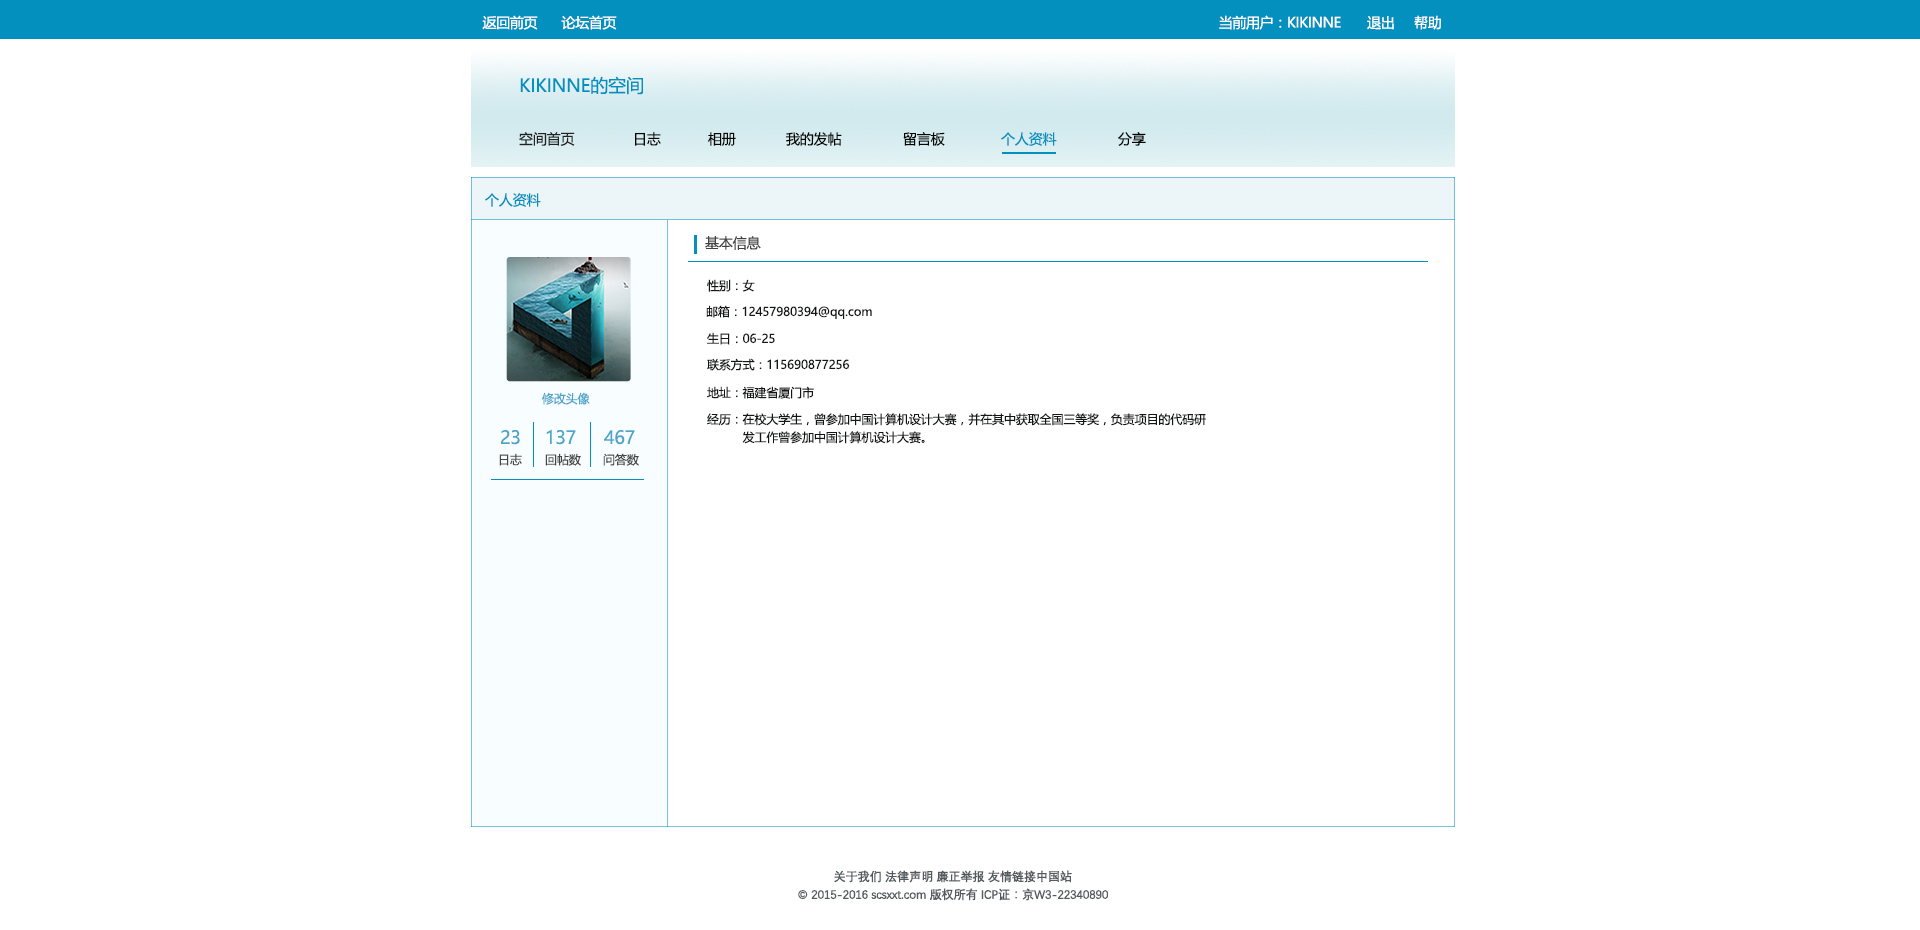 返回前页 论坛首页 当前用户：KIKINNE 退出 帮助
KIKINNE的空间
空间首页 日志 相册 我的发帖 留言板 个人资料 分享
个人资料
修改头像
23 137 467
日志 回帖数 问答数
基本信息
性别：女
邮箱：12457980394@qq.com
生日：06-25
联系方式：115690877256
地址：福建省厦门市
经历：在校大学生，曾参加中国计算机设计大赛，并在其中获取全国三等奖，负责项目的代码研
发工作曾参加中国计算机设计大赛。
关于我们 法律声明 廉正举报 友情链接中国站
© 2015-2016 scsxxt.com 版权所有 ICP证：京W3-22340890